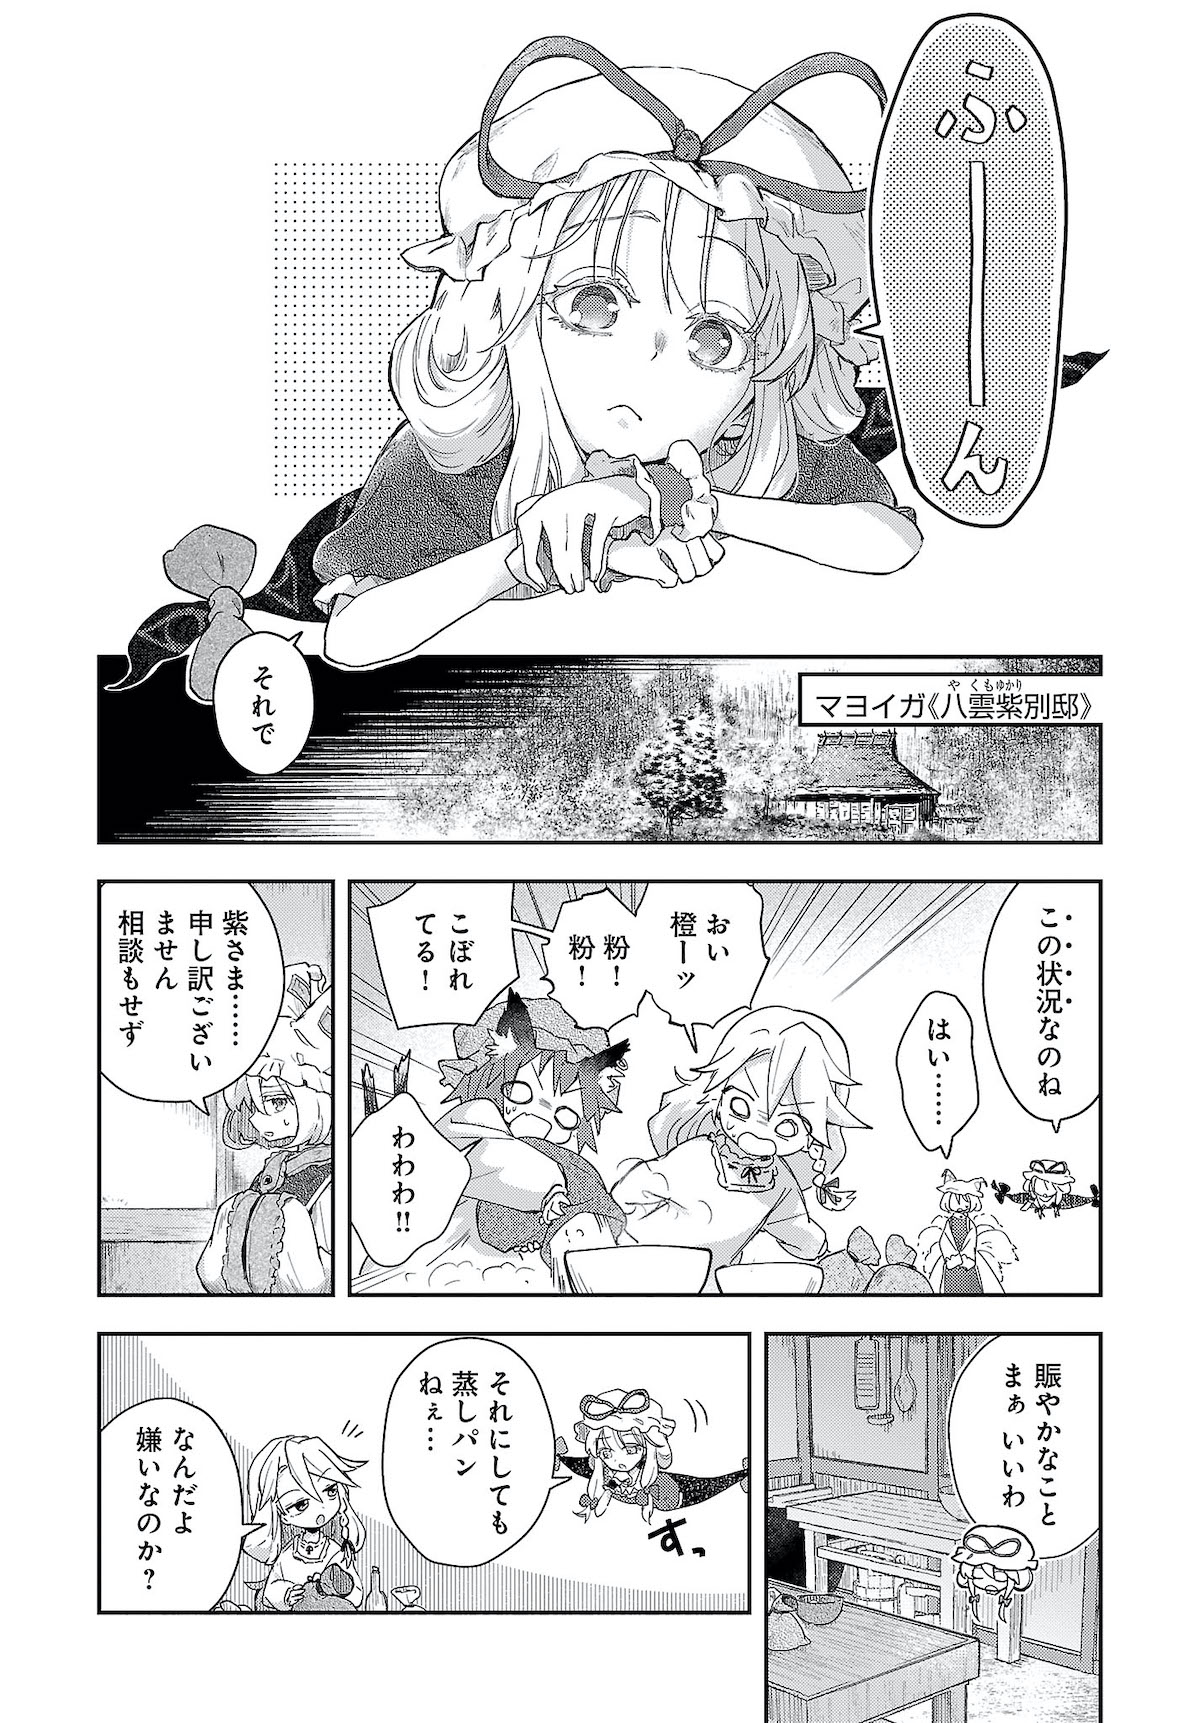 ふーん
マヨイガ《八雲紫別邸》
やくもゆかり
それで
この状況なのね
はい……
おい
橙ーッ
粉！
粉！
こぼれ
てる！
わわわ!!
紫さま……
申し訳ござい
ません
相談もせず
賑やかなこと
まぁ いいわ
それにしても
蒸しパン
ねぇ…
すっ
なんだよ
嫌いなのか？